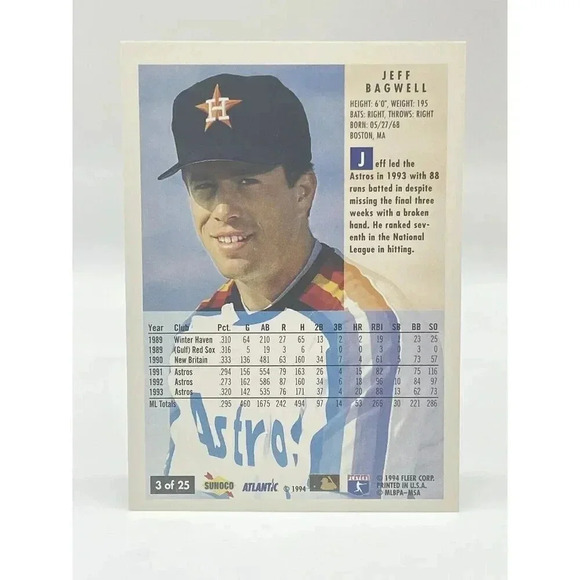 H
JEFF
BAGWELL
HEIGHT: 6'0", WEIGHT: 195
BATS: RIGHT, THROWS: RIGHT
BORN: 05/27/68
BOSTON, MA
Jeff led the
Astros in 1993 with 88
runs batted in despite
missing the final three
weeks with a broken
hand. He ranked sev-
enth in the National
League in hitting.
Year Club Pct. G AB R H 2B 3B HR RBI SB BB SO
1989 Winter Haven .310 64 210 27 65 13 2 2 19 23 25
1989 (Gulf) Red Sox .316 5 19 3 6 1 0 0 3 0 3 0
1990 New Britain .333 136 481 63 160 34 7 4 61 5 73 57
1991 Astros .294 156 554 79 163 26 4 15 82 7 75 116
1992 Astros .273 162 586 87 160 34 6 18 96 10 84 97
1993 Astros .320 142 535 76 171 37 4 20 88 13 62 73
ML Totals .295 460 1675 242 494 97 14 53 266 30 221 286
Astros
3 of 25
SUNOCO
ATLANTIC
© 1994
PLAYERS
© 1994 FLEER CORP.
PRINTED IN U.S.A.
© MLBPA-MSA